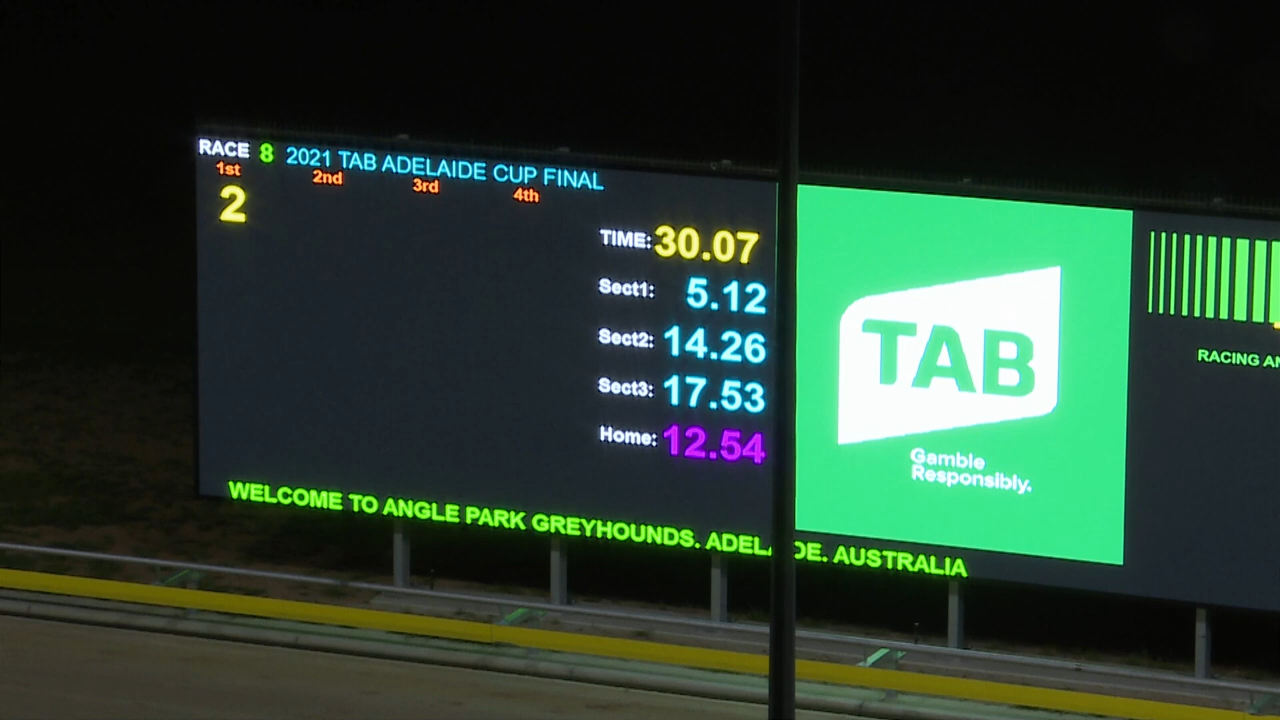 RACE 8 2021 TAB ADELAIDE CUP FINAL
1st 2nd 3rd 4th
2
TIME: 30.07
Sect1: 5.12
Sect2: 14.26
Sect3: 17.53
Home: 12.54
WELCOME TO ANGLE PARK GREYHOUNDS. ADELAIDE. AUSTRALIA
TAB
Gamble
Responsibly.
RACING